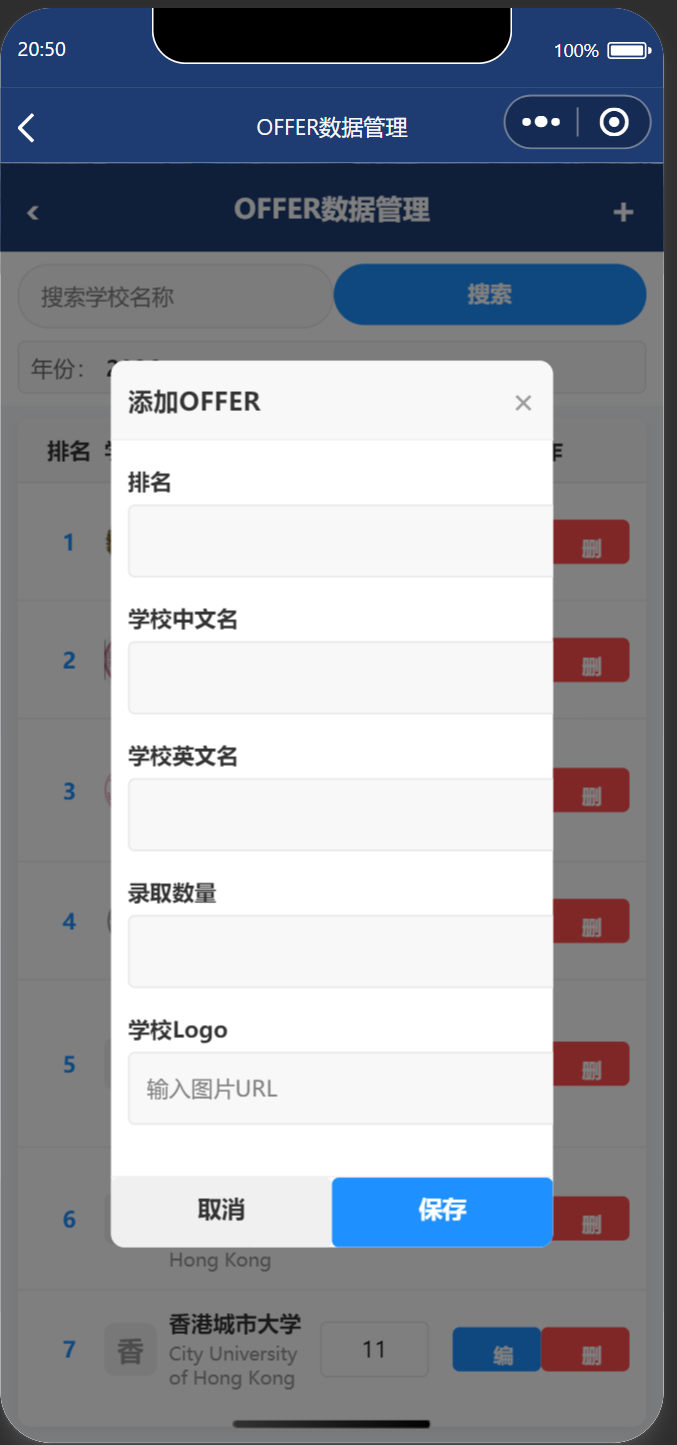 20:50
100%
OFFER数据管理
OFFER数据管理
搜索学校名称
搜索
年份：
添加OFFER
×
排名
排名
1
删
学校中文名
2
删
学校英文名
3
删
录取数量
4
删
学校Logo
输入图片URL
5
删
取消
保存
6
删
Hong Kong
7
香
香港城市大学
City University
of Hong Kong
11
编
删